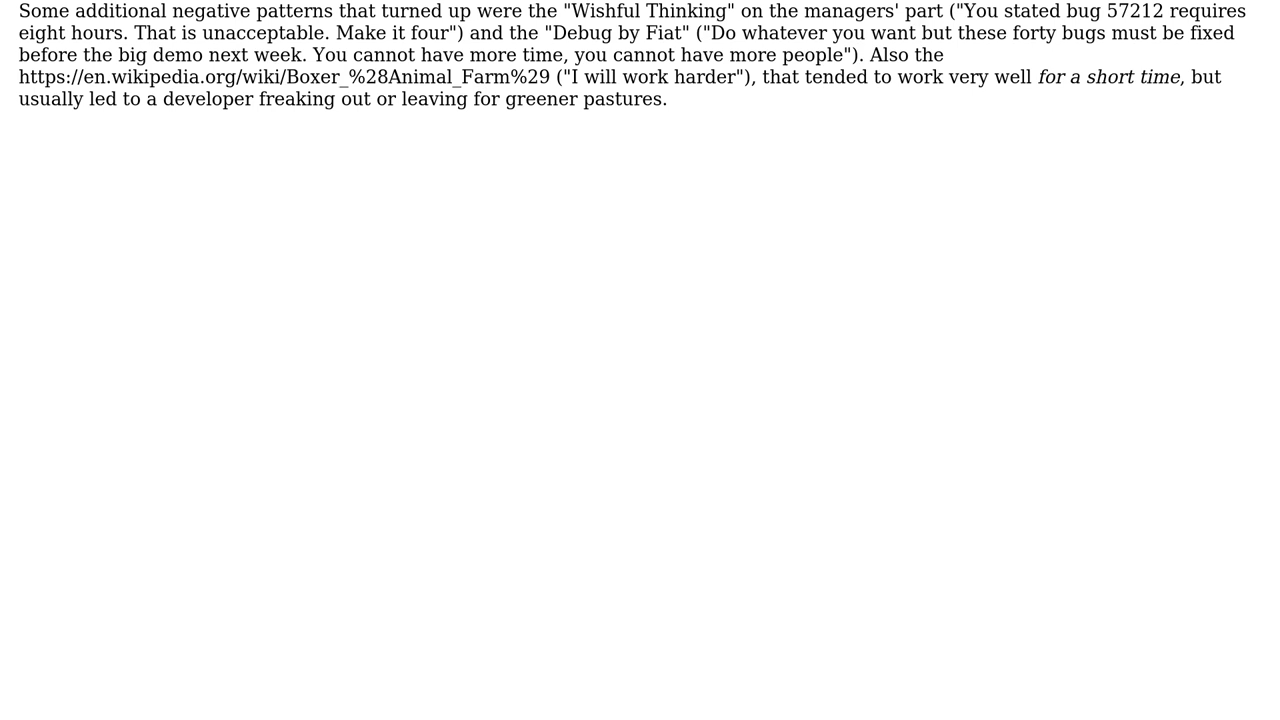 Some additional negative patterns that turned up were the "Wishful Thinking" on the managers' part ("You stated bug 57212 requires
eight hours. That is unacceptable. Make it four") and the "Debug by Fiat" ("Do whatever you want but these forty bugs must be fixed
before the big demo next week. You cannot have more time, you cannot have more people"). Also the
https://en.wikipedia.org/wiki/Boxer_%28Animal_Farm%29 ("I will work harder"), that tended to work very well for a short time, but
usually led to a developer freaking out or leaving for greener pastures.